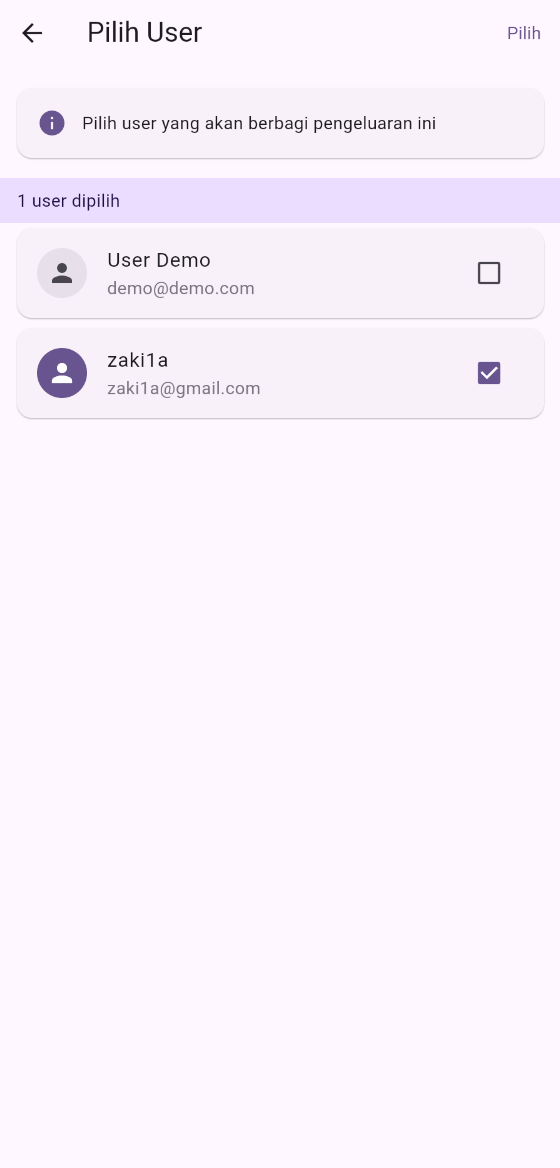 Pilih User
Pilih
Pilih user yang akan berbagi pengeluaran ini
1 user dipilih
User Demo
demo@demo.com
zaki1a
zaki1a@gmail.com